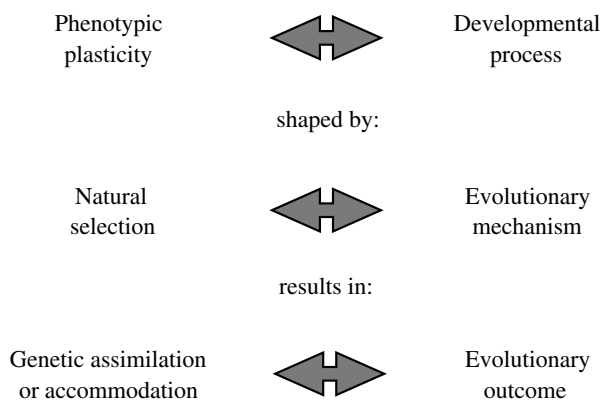 Phenotypic
plasticity
Developmental
process
shaped by:
Natural
selection
Evolutionary
mechanism
results in:
Genetic assimilation
or accommodation
Evolutionary
outcome